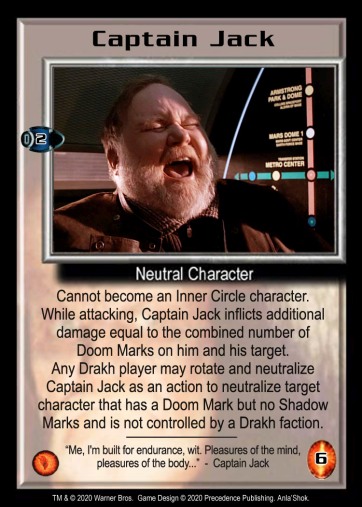 Captain Jack
ARMSTRONG
PARK & DOME
MARS DOME 1
METRO CENTER
2
Neutral Character
Cannot become an Inner Circle character.
While attacking, Captain Jack inflicts additional
damage equal to the combined number of
Doom Marks on him and his target.
Any Drakh player may rotate and neutralize
Captain Jack as an action to neutralize target
character that has a Doom Mark but no Shadow
Marks and is not controlled by a Drakh faction.
"Me, I'm built for endurance, wit. Pleasures of the mind,
pleasures of the body..." - Captain Jack
6
TM & © 2020 Warner Bros. Game Design © 2020 Precedence Publishing. Anla'Shok.